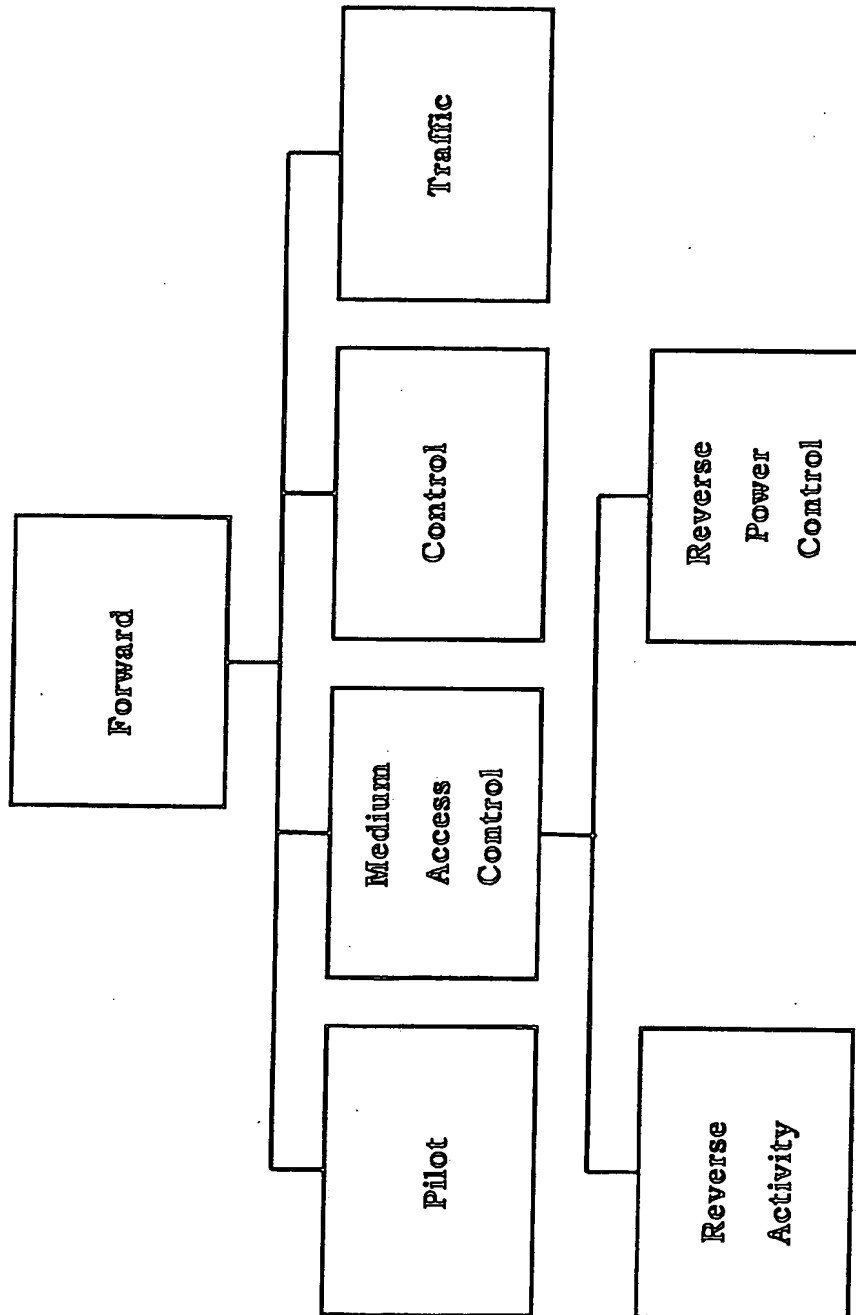 Forward
Pilot
Medium
Access
Control
Control
Traffic
Reverse
Activity
Reverse
Power
Control